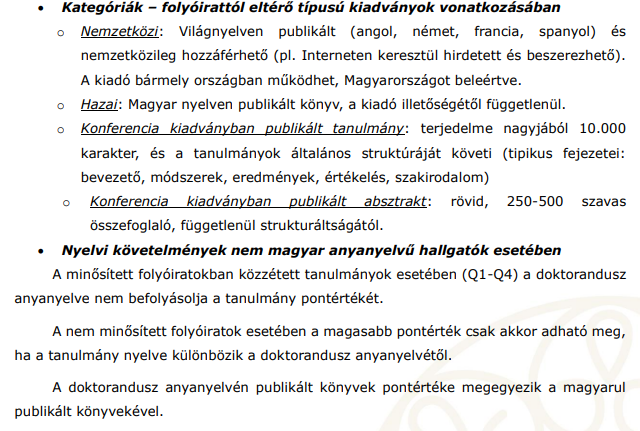 • Kategóriák – folyóirattól eltérő típusú kiadványok vonatkozásában
o Nemzetközi: Világnyelven publikált (angol, német, francia, spanyol) és
nemzetközileg hozzáférhető (pl. Interneten keresztül hirdetett és beszerezhető).
A kiadó bármely országban működhet, Magyarországot beleértve.
o Hazai: Magyar nyelven publikált könyv, a kiadó illetőségétől függetlenül.
o Konferencia kiadványban publikált tanulmány: terjedelme nagyjából 10.000
karakter, és a tanulmányok általános struktúráját követi (tipikus fejezetei:
bevezető, módszerek, eredmények, értékelés, szakirodalom)
o Konferencia kiadványban publikált absztrakt: rövid, 250-500 szavas
összefoglaló, függetlenül strukturáltságától.
• Nyelvi követelmények nem magyar anyanyelvű hallgatók esetében
A minősített folyóiratokban közzétett tanulmányok esetében (Q1-Q4) a doktorandusz
anyanyelve nem befolyásolja a tanulmány pontértékét.
A nem minősített folyóiratok esetében a magasabb pontérték csak akkor adható meg,
ha a tanulmány nyelve különbözik a doktorandusz anyanyelvétől.
A doktorandusz anyanyelvén publikált könyvek pontértéke megegyezik a magyarul
publikált könyvekével.